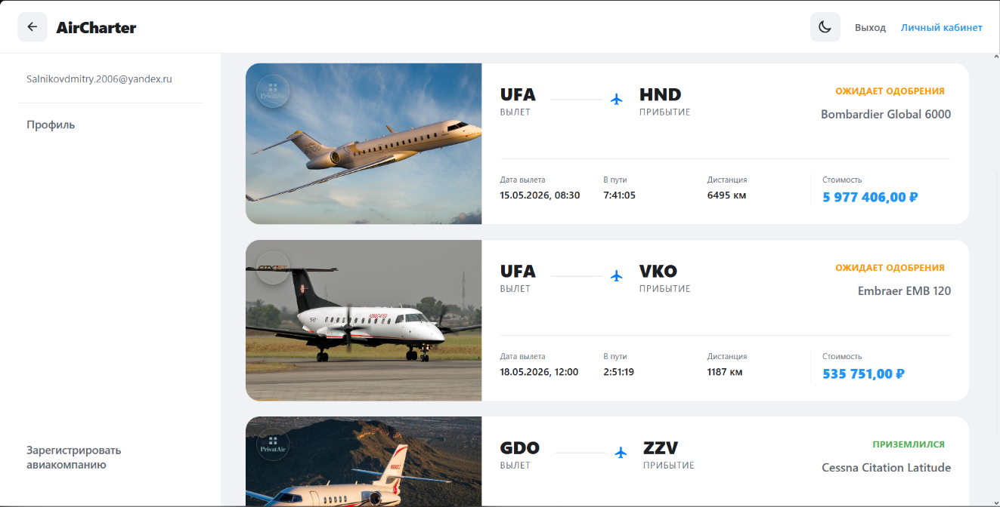 AirCharter
Выход
Личный кабинет
Salnikovdmitry.2006@yandex.ru
Профиль
Зарегистрировать
авиакомпанию
PrivatAir
UFA
ВЫЛЕТ
HND
ПРИБЫТИЕ
ОЖИДАЕТ ОДОБРЕНИЯ
Bombardier Global 6000
Дата вылета
15.05.2026, 08:30
В пути
7:41:05
Дистанция
6495 км
Стоимость
5 977 406,00 ₽
UFA
ВЫЛЕТ
VKO
ПРИБЫТИЕ
ОЖИДАЕТ ОДОБРЕНИЯ
Embraer EMB 120
Дата вылета
18.05.2026, 12:00
В пути
2:51:19
Дистанция
1187 км
Стоимость
535 751,00 ₽
PrivatAir
GDO
ВЫЛЕТ
ZZV
ПРИБЫТИЕ
ПРИЗЕМЛИЛСЯ
Cessna Citation Latitude